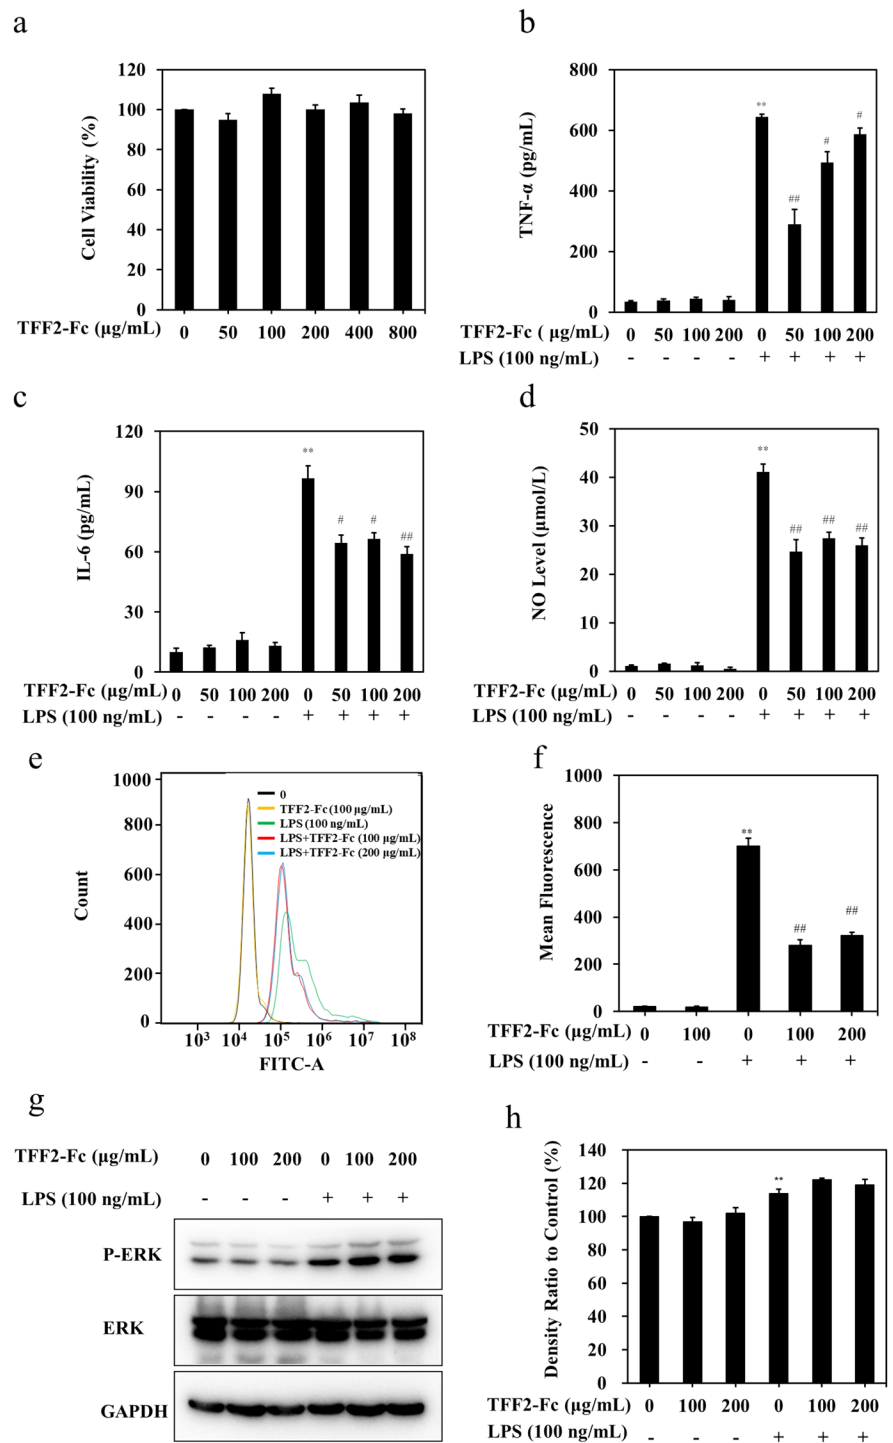 a
120
100
80
60
40
20
0
Cell Viability (%)
TFF2-Fc (μg/mL) 0 50 100 200 400 800
b
800
600
400
200
0
TNF-α (pg/mL)
** ## # #
TFF2-Fc ( μg/mL) 0 50 100 200 0 50 100 200
LPS (100 ng/mL) - - - - + + + +
c
120
90
60
30
0
IL-6 (pg/mL)
** # # ##
TFF2-Fc (μg/mL) 0 50 100 200 0 50 100 200
LPS (100 ng/mL) - - - - + + + +
d
50
40
30
20
10
0
NO Level (μmol/L)
** ## ## ##
TFF2-Fc (μg/mL) 0 50 100 200 0 50 100 200
LPS (100 ng/mL) - - - - + + + +
e
1000
800
600
400
200
0
Count
0
TFF2-Fc (100 μg/mL)
LPS (100 ng/mL)
LPS+TFF2-Fc (100 μg/mL)
LPS+TFF2-Fc (200 μg/mL)
10³ 10⁴ 10⁵ 10⁶ 10⁷ 10⁸
FITC-A
f
1000
800
600
400
200
0
Mean Fluorescence
** ## ##
TFF2-Fc (μg/mL) 0 100 0 100 200
LPS (100 ng/mL) - - + + +
g
TFF2-Fc (μg/mL) 0 100 200 0 100 200
LPS (100 ng/mL) - - - + + +
P-ERK
ERK
GAPDH
h
140
120
100
80
60
40
20
0
Density Ratio to Control (%)
**
TFF2-Fc (μg/mL) 0 100 200 0 100 200
LPS (100 ng/mL) - - - + + +